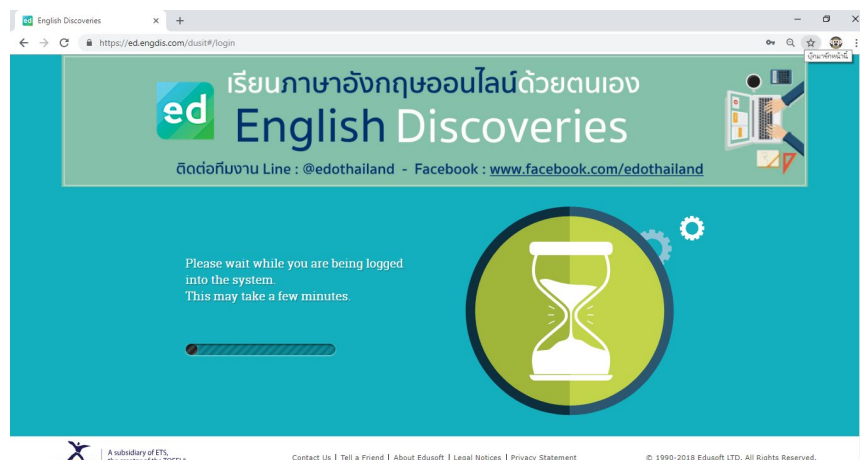 ed English Discoveries
https://ed.engdis.com/dusit#/login
บุ๊กมาร์กหน้านี้
เรียนภาษาอังกฤษออนไลน์ด้วยตนเอง
ed
English Discoveries
ติดต่อทีมงาน Line : @edothailand - Facebook : www.facebook.com/edothailand
Please wait while you are being logged
into the system.
This may take a few minutes.
A subsidiary of ETS,
Contact Us | Tell a Friend | About Edusoft | Legal Notices | Privacy Statement
© 1990-2018 Edusoft LTD. All Rights Reserved.